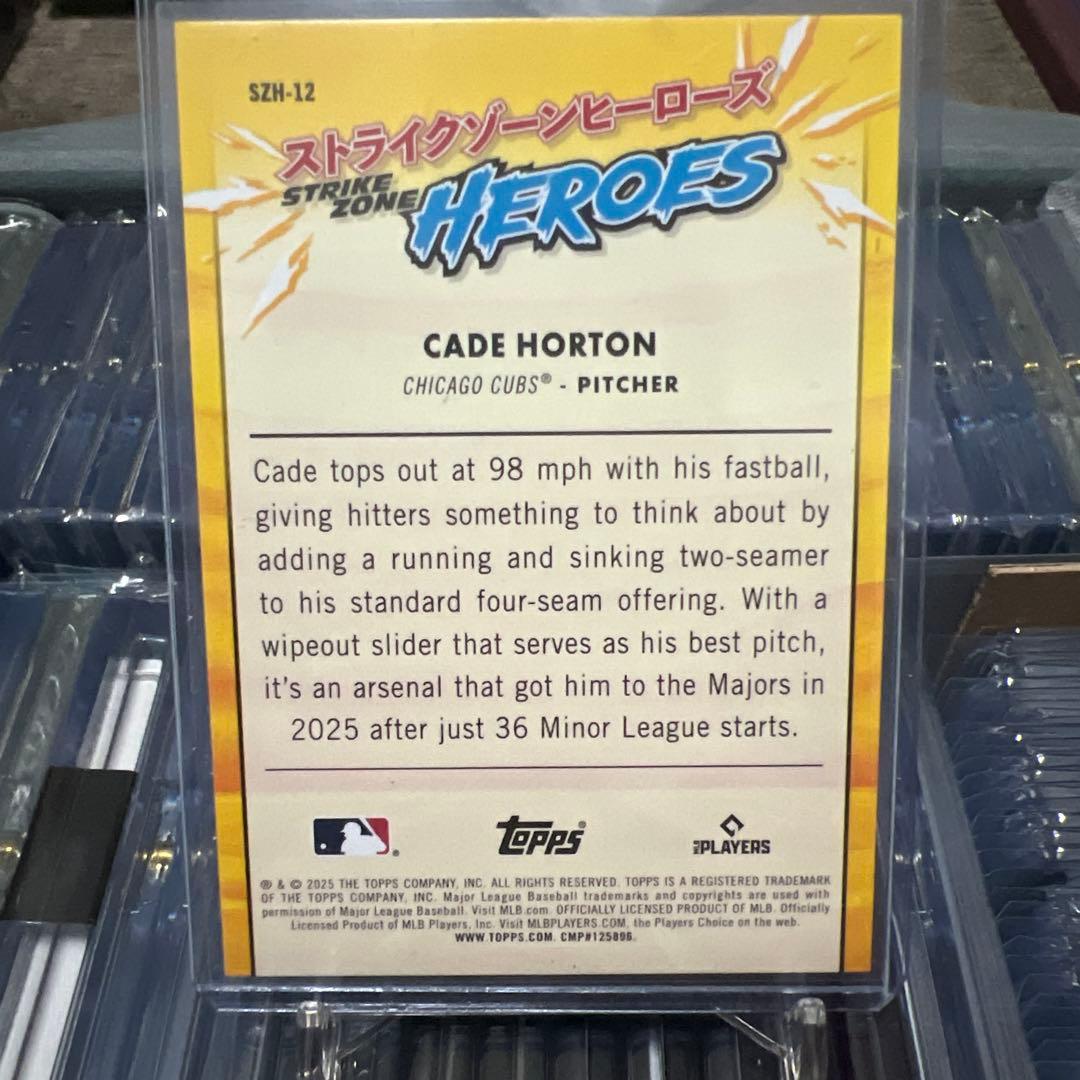 SZH-12
ストライクゾーンヒーローズ
STRIKE
ZONE
HEROES
CADE HORTON
CHICAGO CUBS® - PITCHER
Cade tops out at 98 mph with his fastball,
giving hitters something to think about by
adding a running and sinking two-seamer
to his standard four-seam offering. With a
wipeout slider that serves as his best pitch,
it's an arsenal that got him to the Majors in
2025 after just 36 Minor League starts.
topps®
MLB PLAYERS
® & © 2025 THE TOPPS COMPANY, INC. ALL RIGHTS RESERVED. TOPPS IS A REGISTERED TRADEMARK
OF THE TOPPS COMPANY, INC. Major League Baseball trademarks and copyrights are used with
permission of Major League Baseball. Visit MLB.com. OFFICIALLY LICENSED PRODUCT OF MLB. Officially
Licensed Product of MLB Players, Inc. Visit MLBPLAYERS.COM, the Players Choice on the web.
WWW.TOPPS.COM. CMP#125896.